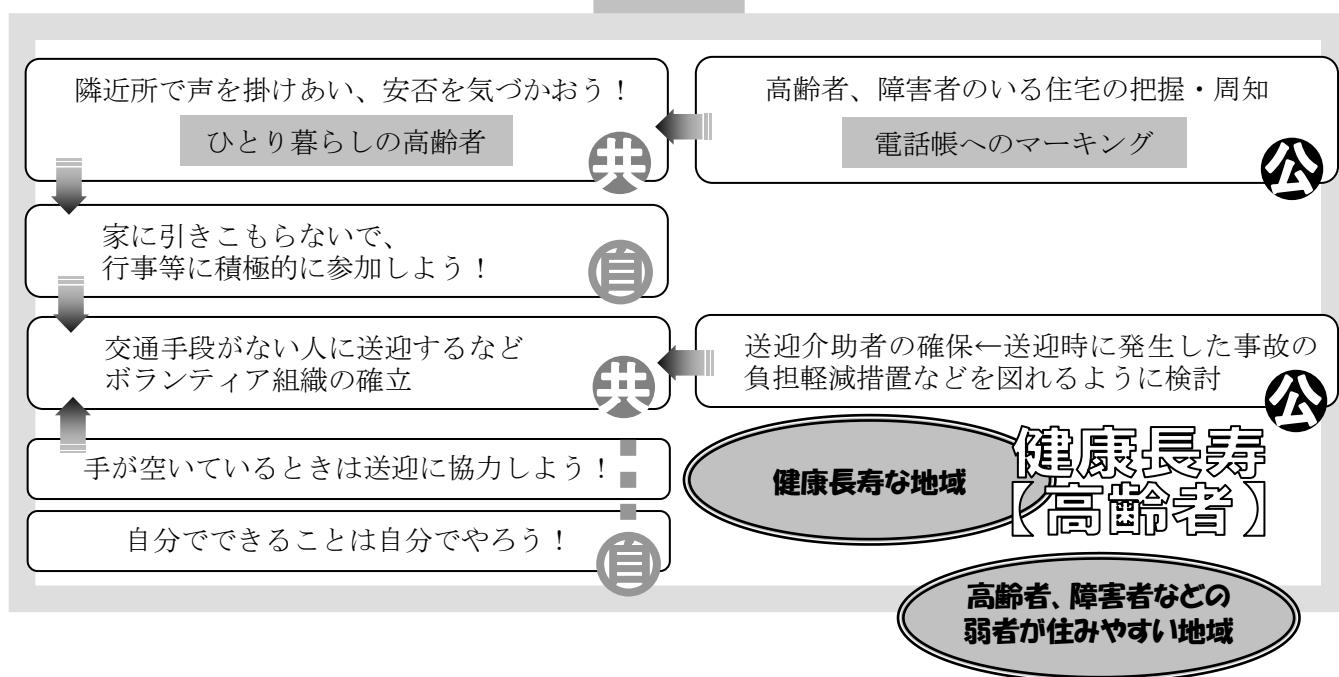 隣近所で声を掛けあい、安否を気づかおう！
ひとり暮らしの高齢者
共
高齢者、障害者のいる住宅の把握・周知
電話帳へのマーキング
公
家に引きこもらないで、
行事等に積極的に参加しよう！
自
交通手段がない人に送迎するなど
ボランティア組織の確立
共
送迎介助者の確保←送迎時に発生した事故の
負担軽減措置などを図れるように検討
公
手が空いているときは送迎に協力しよう！
自分でできることは自分でやろう！
自
健康長寿な地域
健康長寿
【高齢者】
高齢者、障害者などの
弱者が住みやすい地域